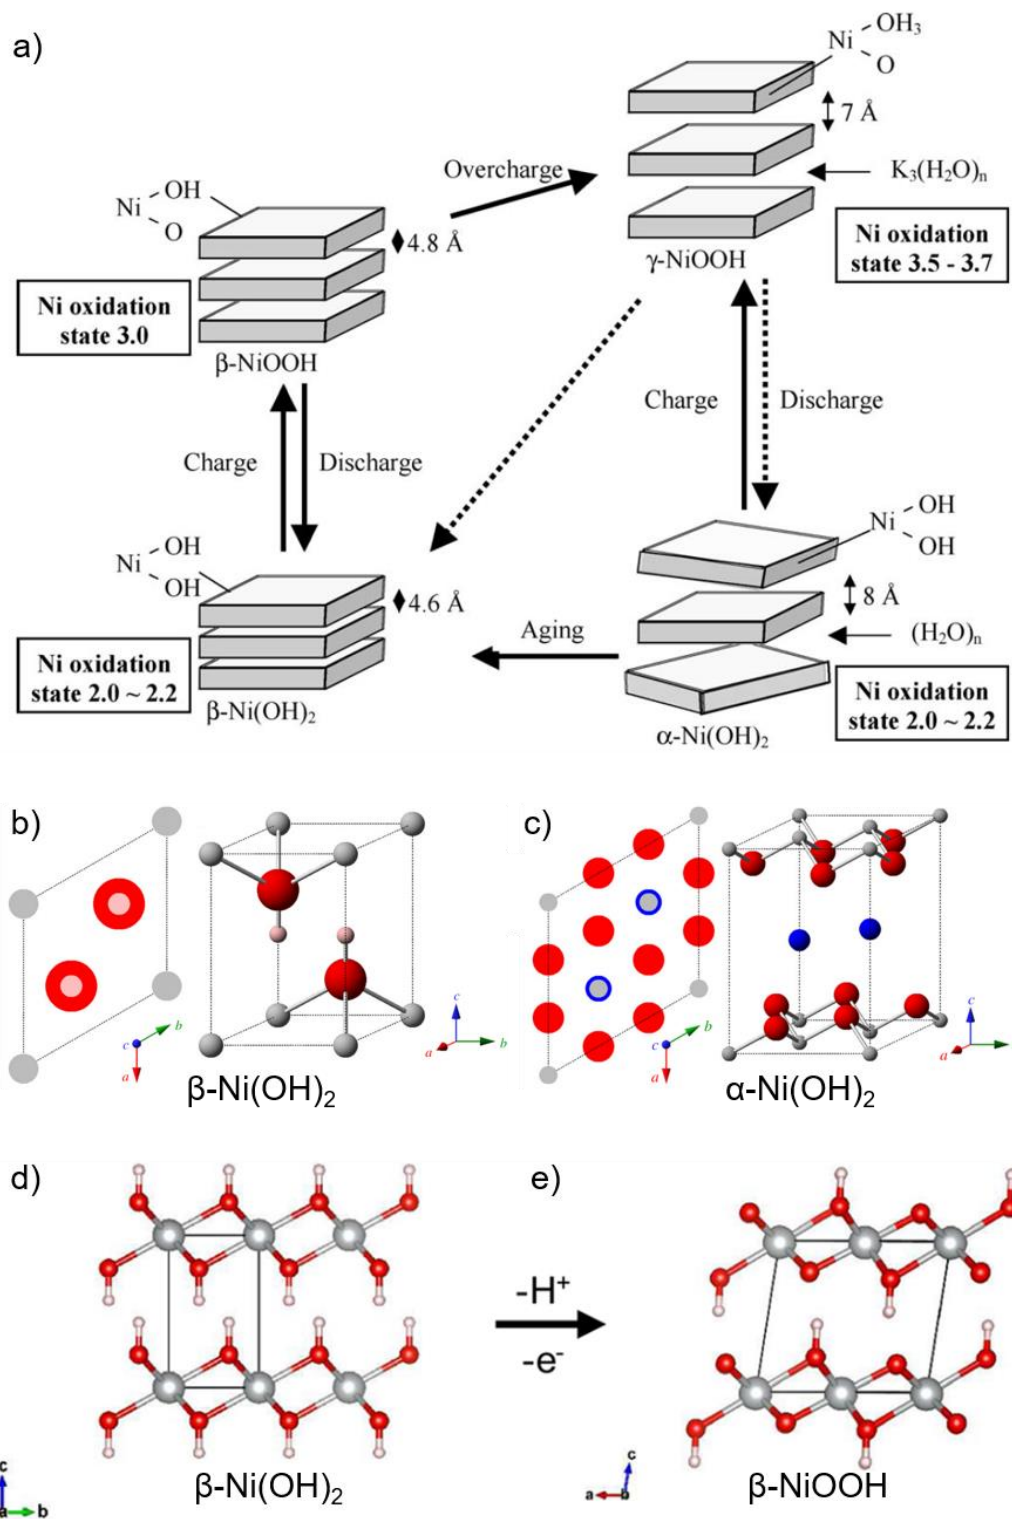 a)
Ni
OH₃
O
7 Å
K₃(H₂O)ₙ
Overcharge
Ni
OH
O
4.8 Å
γ-NiOOH
Ni oxidation
state 3.5 - 3.7
Ni oxidation
state 3.0
β-NiOOH
Charge
Discharge
Charge
Discharge
Ni
OH
OH
4.6 Å
Ni
OH
OH
8 Å
(H₂O)ₙ
Aging
Ni oxidation
state 2.0 ~ 2.2
β-Ni(OH)₂
Ni oxidation
state 2.0 ~ 2.2
α-Ni(OH)₂
b)
c
b
a
c
a
b
β-Ni(OH)₂
c)
c
b
a
c
a
α-Ni(OH)₂
d)
c
a
b
β-Ni(OH)₂
-H⁺
-e⁻
e)
c
a
b
β-NiOOH